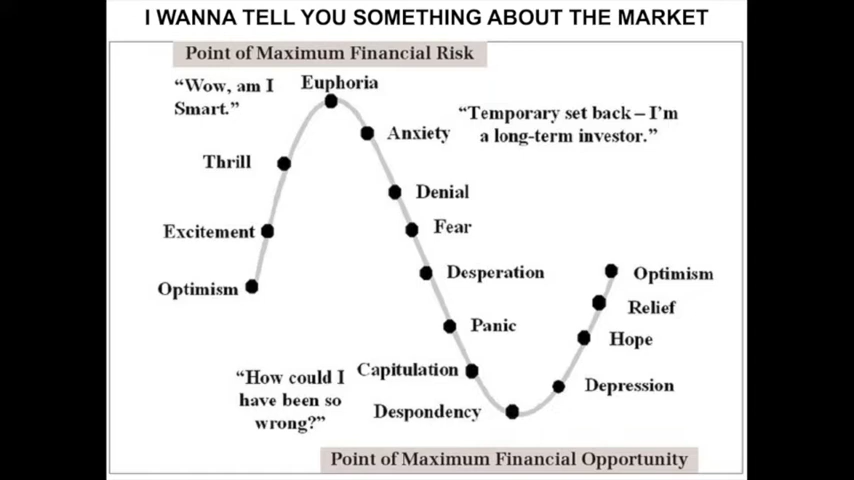 I WANNA TELL YOU SOMETHING ABOUT THE MARKET
Point of Maximum Financial Risk
“Wow, am I
Smart.”
Euphoria
“Temporary set back – I’m
a long-term investor.”
Anxiety
Thrill
Denial
Fear
Excitement
Desperation
Optimism
Optimism
Relief
Panic
Hope
Capitulation
“How could I
have been so
wrong?”
Depression
Despondency
Point of Maximum Financial Opportunity